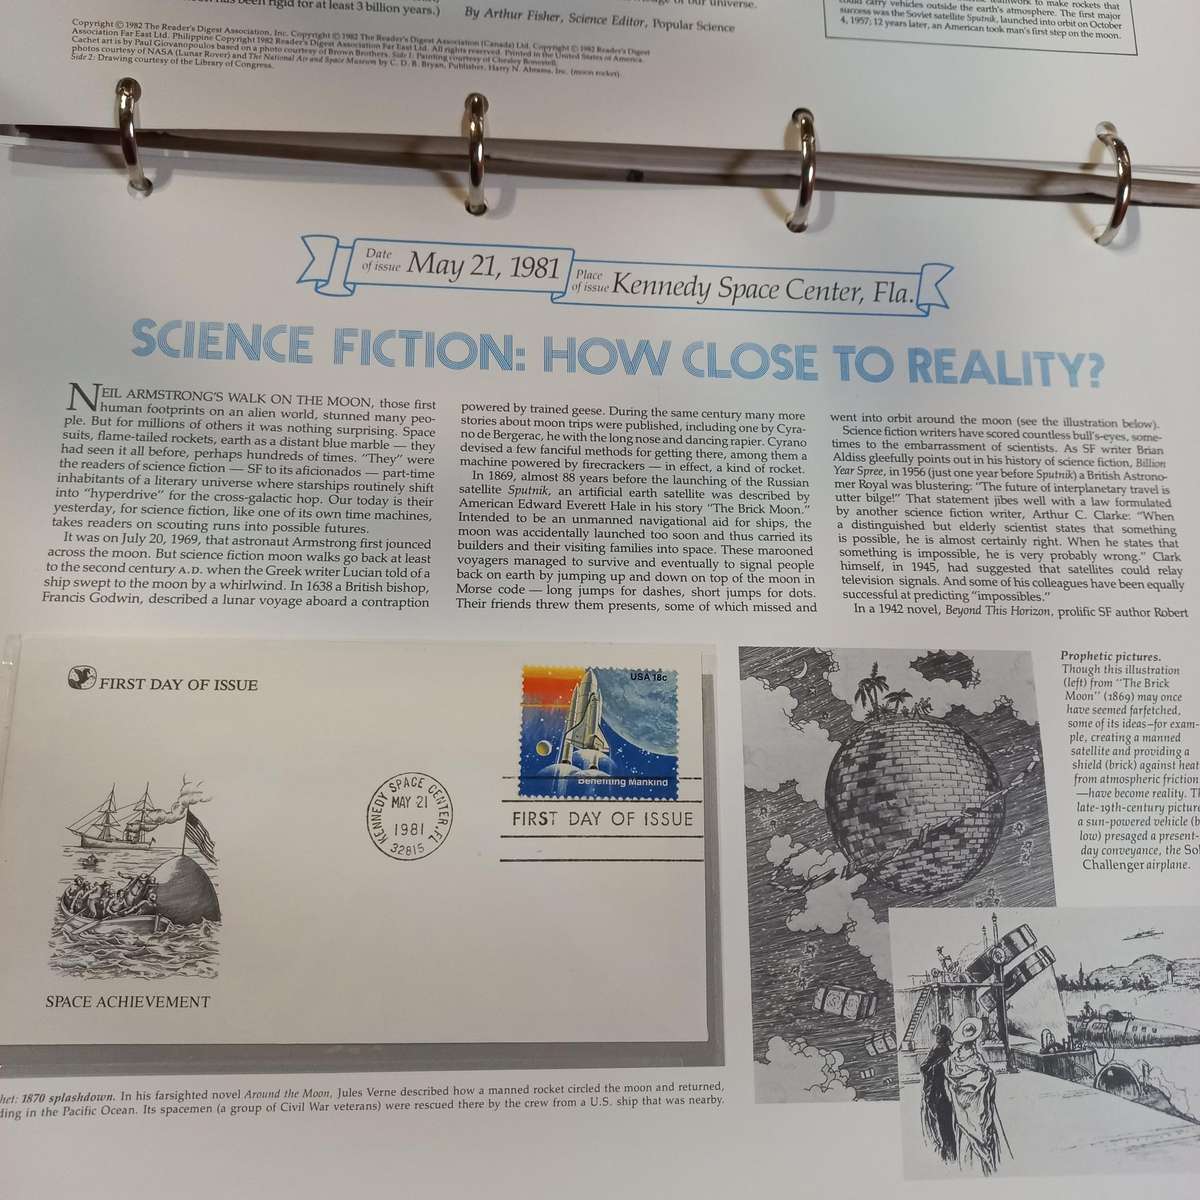 been rigid for at least 3 billion years.)
our universe.
By Arthur Fisher, Science Editor, Popular Science
Copyright © 1982 The Reader's Digest Association, Inc. Copyright © 1982 The Reader's Digest Association (Canada) Ltd. Copyright © 1982 Reader's Digest
Association Far East Ltd. Philippine Copyright 1982 Reader's Digest Association Far East Ltd. All rights reserved. Printed in the United States of America.
Cachet art is by Paul Giovanopoulos based on a photo courtesy of Brown Brothers. Side 1: Painting courtesy of Chesley Bonestell,
photos courtesy of NASA (Lunar Rover) and The National Air and Space Museum by C. D. B. Bryan, Publisher, Harry N. Abrams, Inc. (moon rocket).
Side 2: Drawing courtesy of the Library of Congress.
to make rockets that
could carry vehicles outside the earth's atmosphere. The first major
success was the Soviet satellite Sputnik, launched into orbit on October
4, 1957; 12 years later, an American took man's first step on the moon.
Date of issue May 21, 1981
Place of issue Kennedy Space Center, Fla.
SCIENCE FICTION: HOW CLOSE TO REALITY?
NEIL ARMSTRONG'S WALK ON THE MOON, those first
human footprints on an alien world, stunned many peo-
ple. But for millions of others it was nothing surprising. Space
suits, flame-tailed rockets, earth as a distant blue marble — they
had seen it all before, perhaps hundreds of times. "They" were
the readers of science fiction — SF to its aficionados — part-time
inhabitants of a literary universe where starships routinely shift
into "hyperdrive" for the cross-galactic hop. Our today is their
yesterday, for science fiction, like one of its own time machines,
takes readers on scouting runs into possible futures.
It was on July 20, 1969, that astronaut Armstrong first jounced
across the moon. But science fiction moon walks go back at least
to the second century A.D. when the Greek writer Lucian told of a
ship swept to the moon by a whirlwind. In 1638 a British bishop,
Francis Godwin, described a lunar voyage aboard a contraption
powered by trained geese. During the same century many more
stories about moon trips were published, including one by Cyra-
no de Bergerac, he with the long nose and dancing rapier. Cyrano
devised a few fanciful methods for getting there, among them a
machine powered by firecrackers — in effect, a kind of rocket.
In 1869, almost 88 years before the launching of the Russian
satellite Sputnik, an artificial earth satellite was described by
American Edward Everett Hale in his story "The Brick Moon."
Intended to be an unmanned navigational aid for ships, the
moon was accidentally launched too soon and thus carried its
builders and their visiting families into space. These marooned
voyagers managed to survive and eventually to signal people
back on earth by jumping up and down on top of the moon in
Morse code — long jumps for dashes, short jumps for dots.
Their friends threw them presents, some of which missed and
went into orbit around the moon (see the illustration below).
Science fiction writers have scored countless bull's-eyes, some-
times to the embarrassment of scientists. As SF writer Brian
Aldiss gleefully points out in his history of science fiction, Billion
Year Spree, in 1956 (just one year before Sputnik) a British Astrono-
mer Royal was blustering: "The future of interplanetary travel is
utter bilge!" That statement jibes well with a law formulated
by another science fiction writer, Arthur C. Clarke: "When
a distinguished but elderly scientist states that something
is possible, he is almost certainly right. When he states that
something is impossible, he is very probably wrong." Clark
himself, in 1945, had suggested that satellites could relay
television signals. And some of his colleagues have been equally
successful at predicting "impossibles."
In a 1942 novel, Beyond This Horizon, prolific SF author Robert
FIRST DAY OF ISSUE
USA 18c
Benefiting Mankind
KENNEDY SPACE CENTER, FL
MAY 21
1981
32815
FIRST DAY OF ISSUE
SPACE ACHIEVEMENT
Prophetic pictures.
Though this illustration
(left) from "The Brick
Moon" (1869) may once
have seemed farfetched,
some of its ideas–for exam-
ple, creating a manned
satellite and providing a
shield (brick) against heat
from atmospheric friction
—have become reality. Th
late-19th-century picture
a sun-powered vehicle (b
low) presaged a present-
day conveyance, the Sol
Challenger airplane.
het: 1870 splashdown. In his farsighted novel Around the Moon, Jules Verne described how a manned rocket circled the moon and returned,
ding in the Pacific Ocean. Its spacemen (a group of Civil War veterans) were rescued there by the crew from a U.S. ship that was nearby.